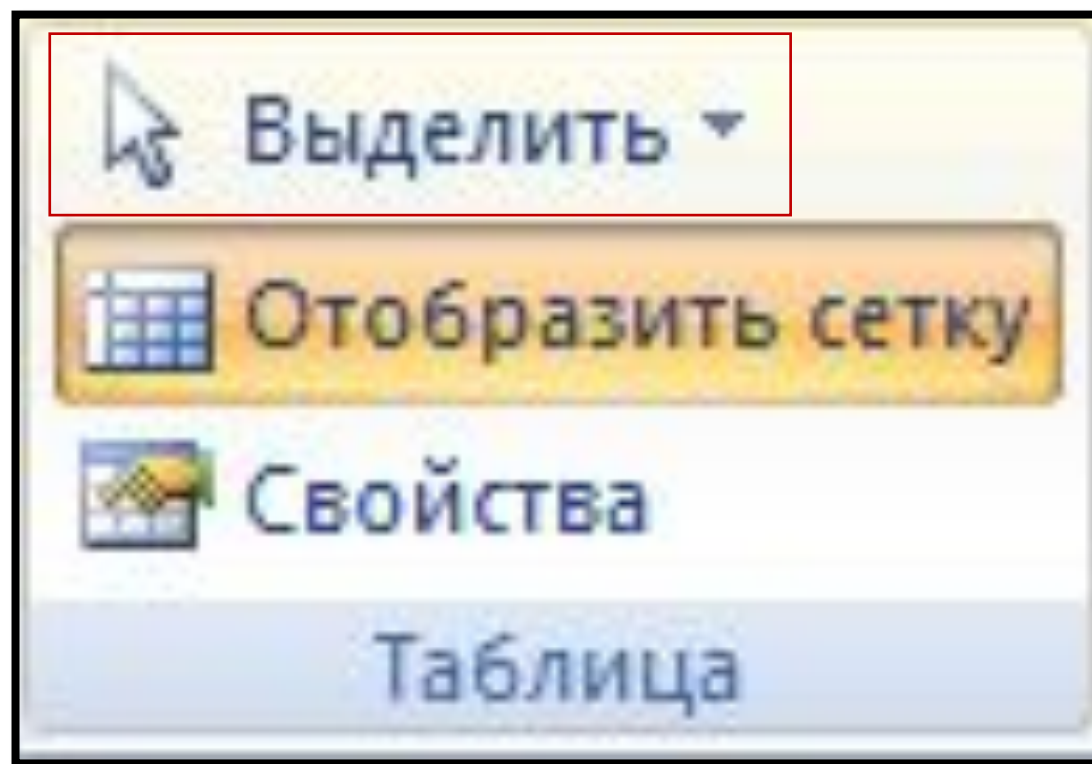 Выделить
Отобразить сетку
Свойства
Таблица